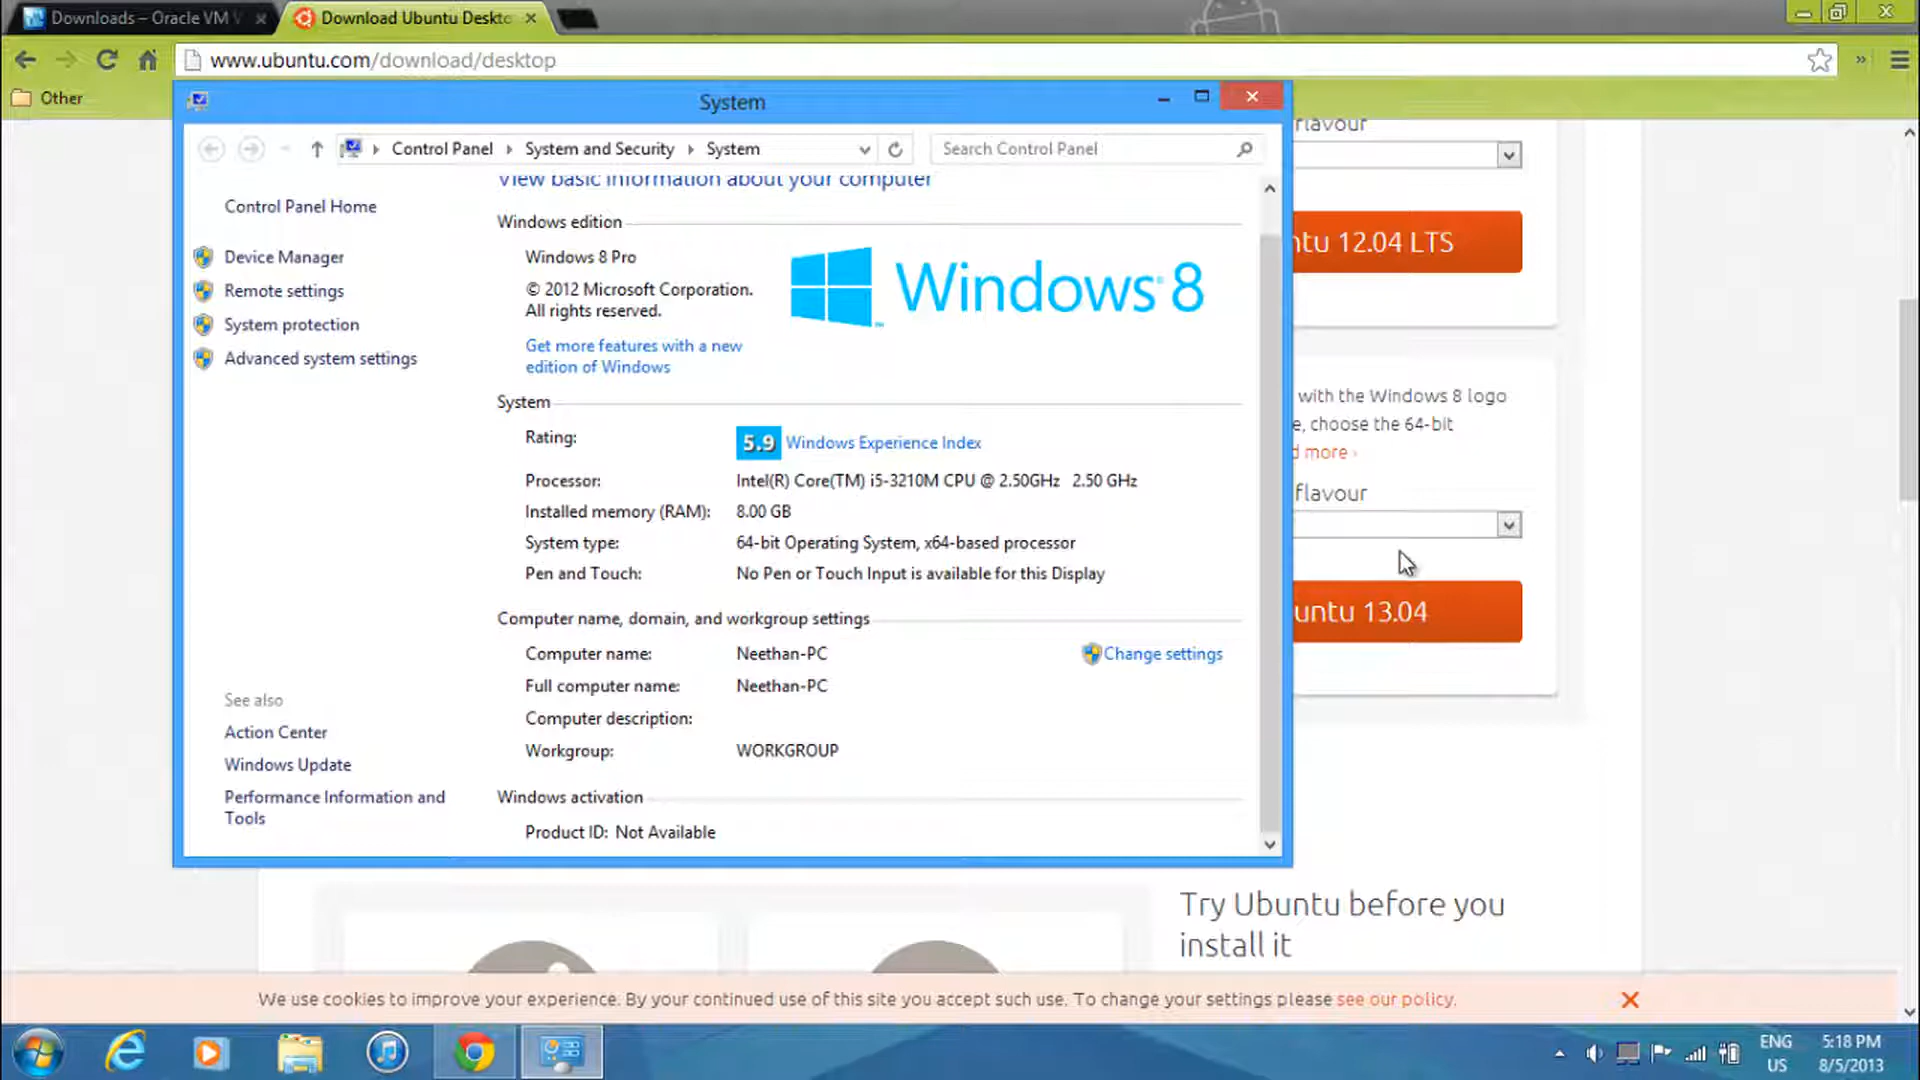 Downloads – Oracle VM V
Download Ubuntu Deskto
www.ubuntu.com/download/desktop
Other
System
Control Panel
System and Security
System
Search Control Panel
View basic information about your computer
Control Panel Home
Device Manager
Remote settings
System protection
Advanced system settings
Windows edition
Windows 8 Pro
© 2012 Microsoft Corporation.
All rights reserved.
Get more features with a new
edition of Windows
Windows® 8
System
Rating:
5.9 Windows Experience Index
Processor:
Intel(R) Core(TM) i5-3210M CPU @ 2.50GHz 2.50 GHz
Installed memory (RAM):
8.00 GB
System type:
64-bit Operating System, x64-based processor
Pen and Touch:
No Pen or Touch Input is available for this Display
Computer name, domain, and workgroup settings
Computer name:
Neethan-PC
Change settings
Full computer name:
Neethan-PC
Computer description:
Workgroup:
WORKGROUP
Windows activation
Product ID: Not Available
See also
Action Center
Windows Update
Performance Information and
Tools
flavour
ntu 12.04 LTS
with the Windows 8 logo
e, choose the 64-bit
d more ›
flavour
untu 13.04
Try Ubuntu before you
install it
We use cookies to improve your experience. By your continued use of this site you accept such use. To change your settings please see our policy.
ENG
US
5:18 PM
8/5/2013